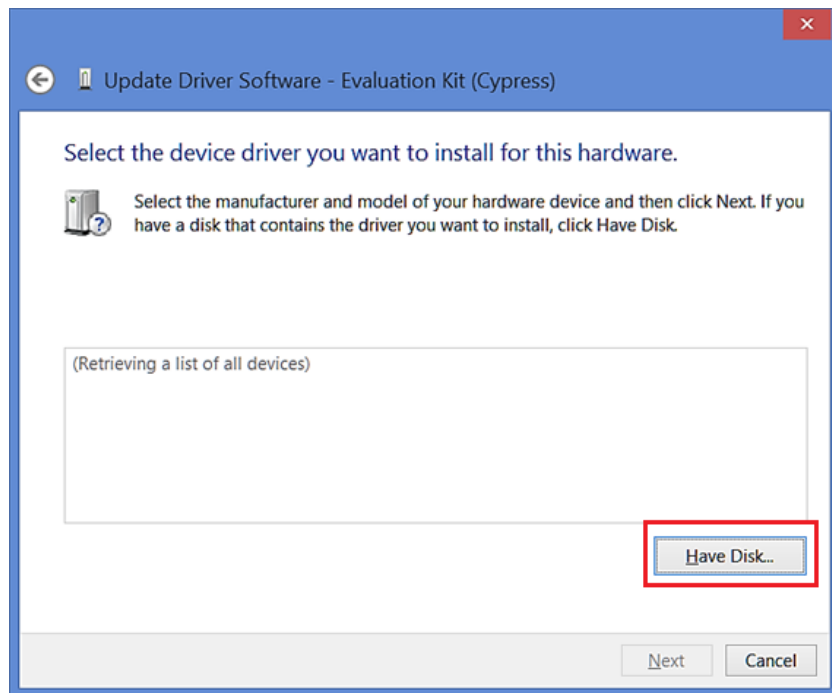 Update Driver Software - Evaluation Kit (Cypress)
Select the device driver you want to install for this hardware.
Select the manufacturer and model of your hardware device and then click Next. If you
have a disk that contains the driver you want to install, click Have Disk.
(Retrieving a list of all devices)
Have Disk...
Next
Cancel